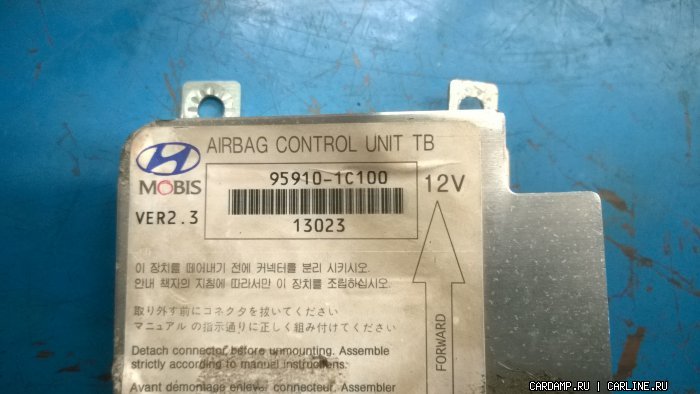 AIRBAG CONTROL UNIT TB
MOBIS
95910-1C100
12V
VER2.3
13023
이 장치를 떼어내기 전에 커넥터를 분리 시키시오.
안내 책자의 지침에 따라서만 이 장치를 조립하십시오.
取り外す前にコネクタを抜いてください
マニュアルの指示通りに正しく組み付けてください
FORWARD
Detach connector before unmounting. Assemble
strictly according to manual instructions.
Avant démontage enlever connecteur. Assembler
CARDAMP.RU | CARLINE.RU